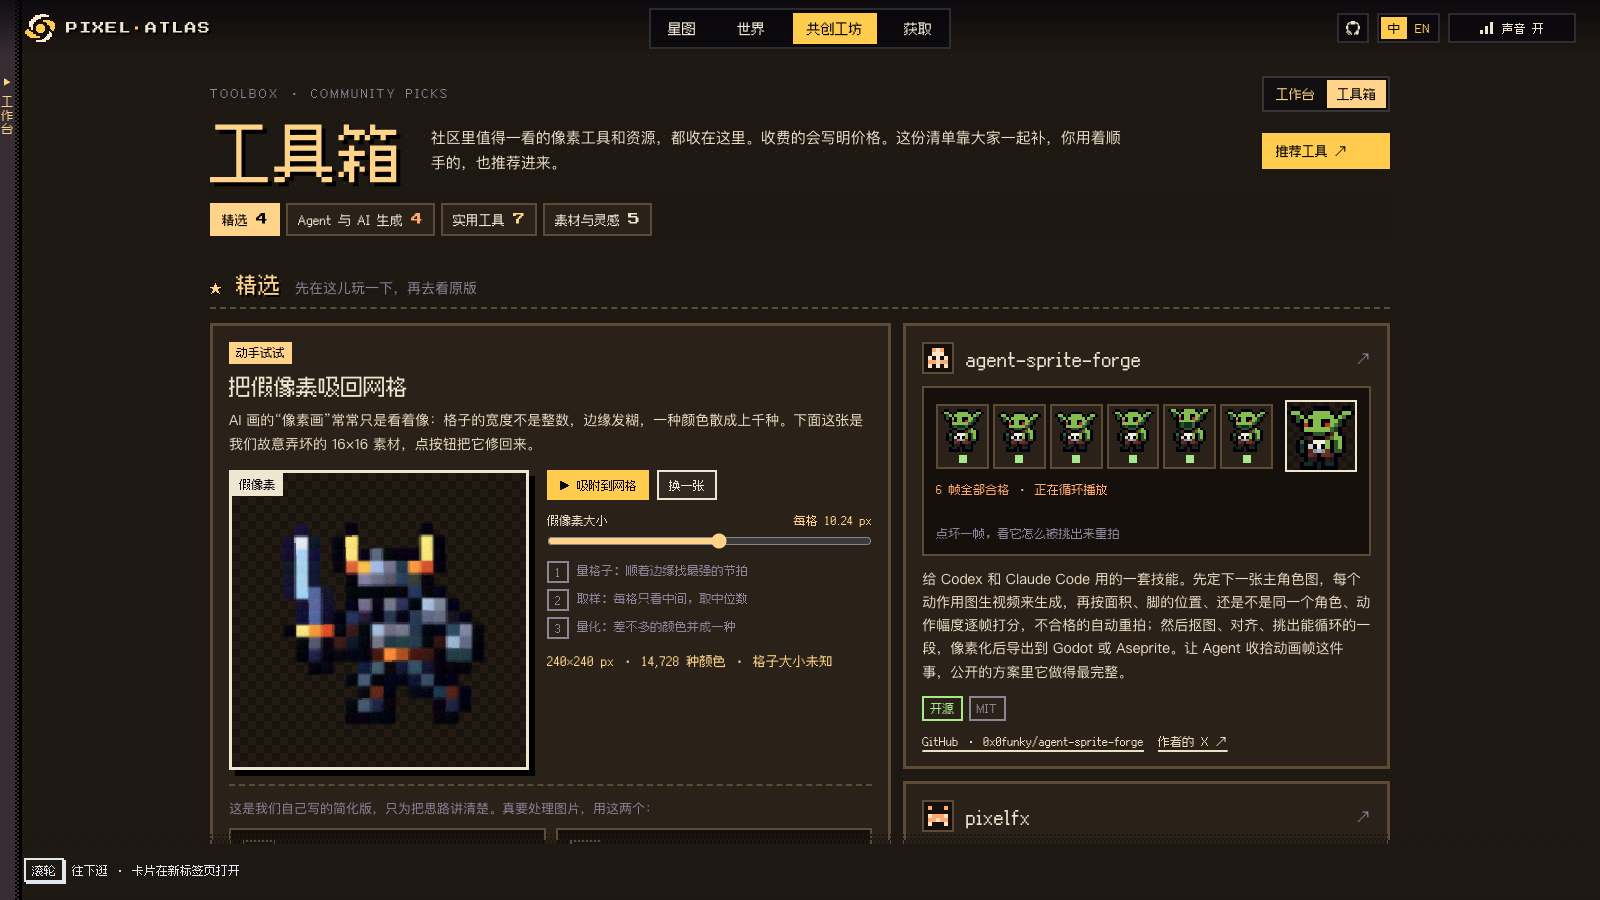 PIXEL·ATLAS
星图
世界
共创工坊
获取
中
EN
声音 开
工作台
TOOLBOX · COMMUNITY PICKS
工作台
工具箱
工具箱
社区里值得一看的像素工具和资源，都收在这里。收费的会写明价格。这份清单靠大家一起补，你用着顺
手的，也推荐进来。
推荐工具 ↗
精选 4
Agent 与 AI 生成 4
实用工具 7
素材与灵感 5
★ 精选 先在这儿玩一下，再去看原版
动手试试
把假像素吸回网格
AI 画的“像素画”常常只是看着像：格子的宽度不是整数，边缘发糊，一种颜色散成上千种。下面这张是
我们故意弄坏的 16×16 素材，点按钮把它修回来。
假像素
▶ 吸附到网格
换一张
假像素大小
每格 10.24 px
1 量格子：顺着边缘找最强的节拍
2 取样：每格只看中间，取中位数
3 量化：差不多的颜色并成一种
240×240 px · 14,728 种颜色 · 格子大小未知
这是我们自己写的简化版，只为把思路讲清楚。真要处理图片，用这两个：
agent-sprite-forge ↗
6 帧全部合格 · 正在循环播放
点坏一帧，看它怎么被挑出来重拍
给 Codex 和 Claude Code 用的一套技能。先定下一张主角色图，每个
动作用图生视频来生成，再按面积、脚的位置、还是不是同一个角色、动
作幅度逐帧打分，不合格的自动重拍；然后抠图、对齐、挑出能循环的一
段，像素化后导出到 Godot 或 Aseprite。让 Agent 收拾动画帧这件
事，公开的方案里它做得最完整。
开源
MIT
GitHub · 0x0funky/agent-sprite-forge
作者的 X ↗
pixelfx ↗
滚轮 往下逛 · 卡片在新标签页打开